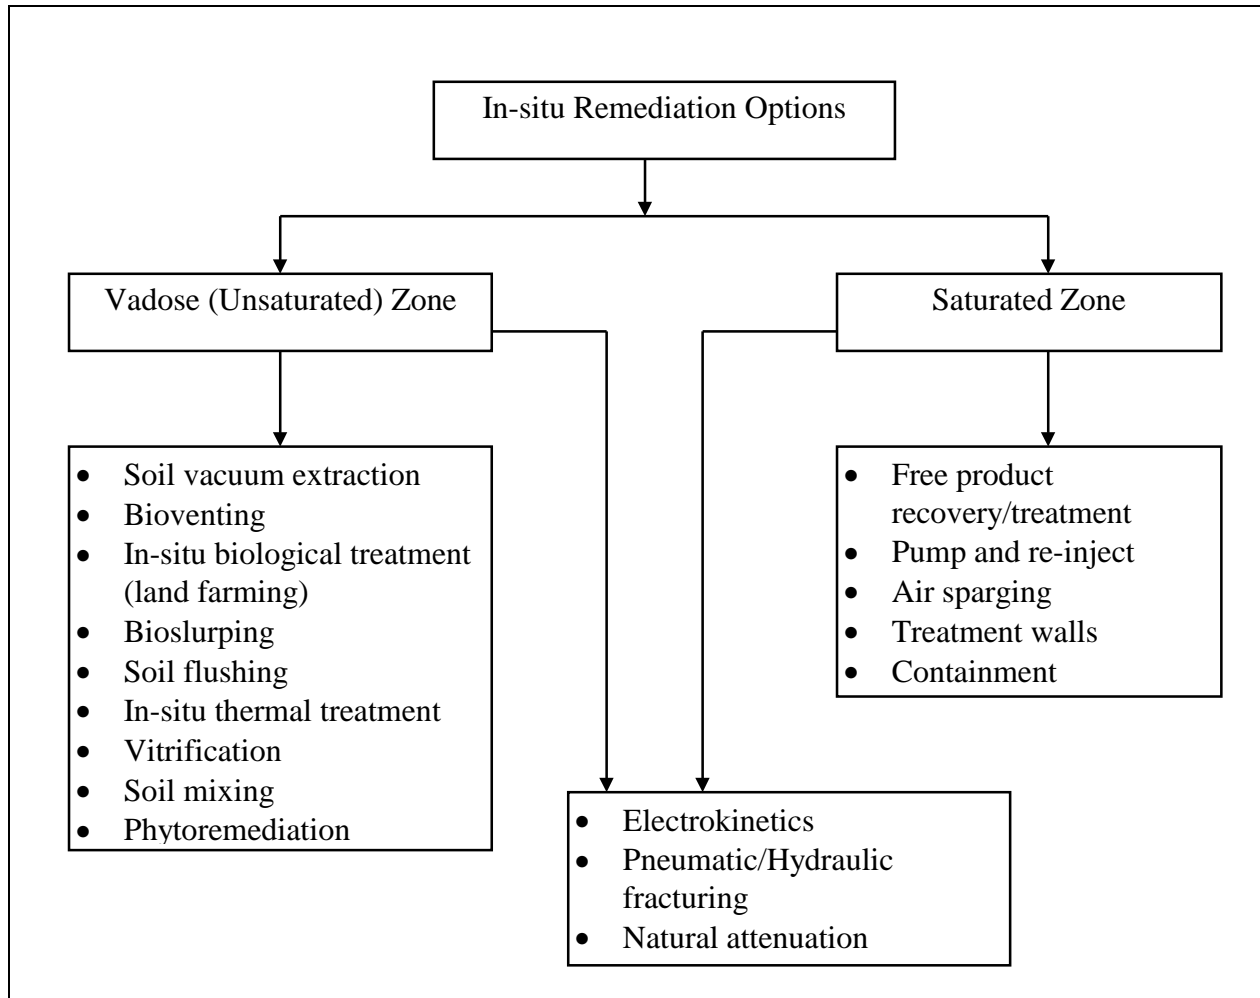 In-situ Remediation Options
Vadose (Unsaturated) Zone
Saturated Zone
• Soil vacuum extraction
• Bioventing
• In-situ biological treatment
(land farming)
• Bioslurping
• Soil flushing
• In-situ thermal treatment
• Vitrification
• Soil mixing
• Phytoremediation
• Free product
recovery/treatment
• Pump and re-inject
• Air sparging
• Treatment walls
• Containment
• Electrokinetics
• Pneumatic/Hydraulic
fracturing
• Natural attenuation